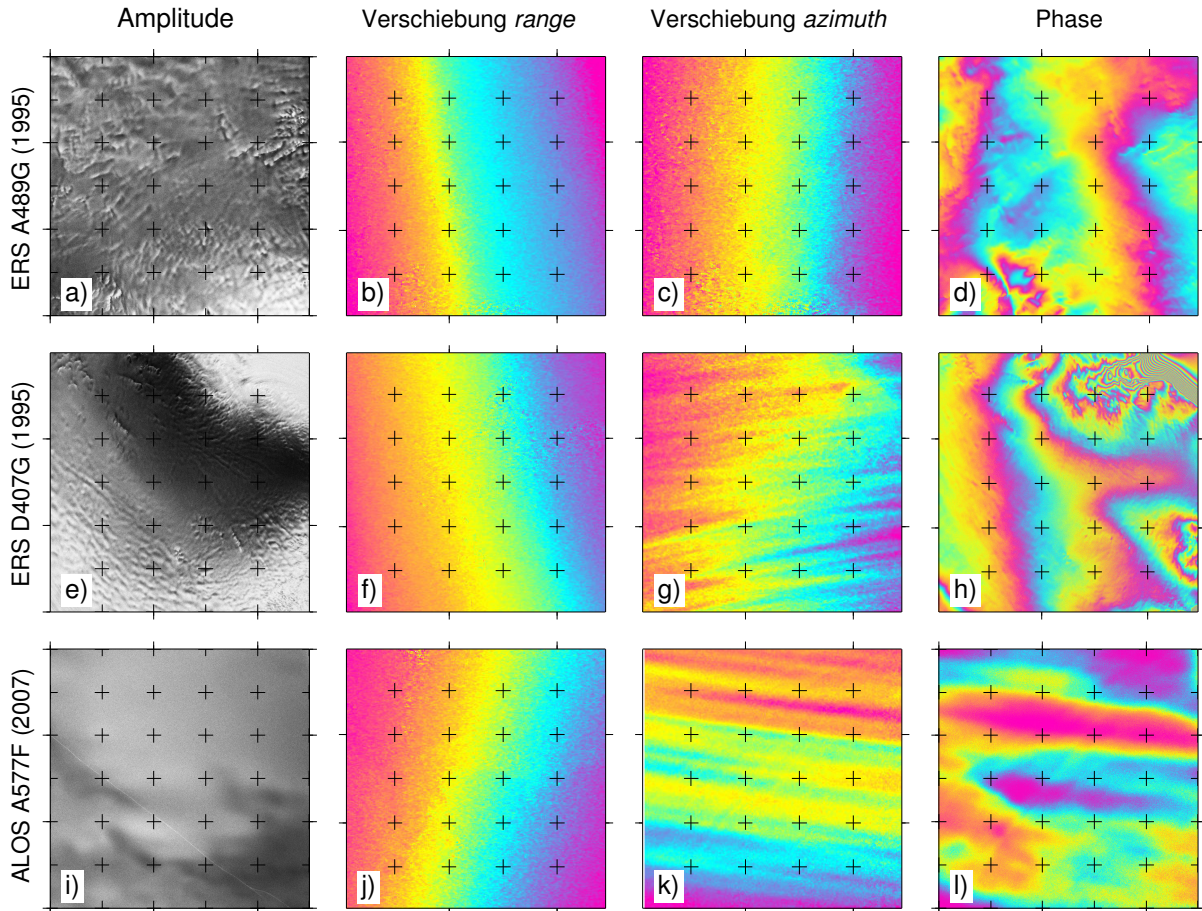 Amplitude
Verschiebung range
Verschiebung azimuth
Phase
ERS A489G (1995)
a)
b)
c)
d)
ERS D407G (1995)
e)
f)
g)
h)
ALOS A577F (2007)
i)
j)
k)
l)